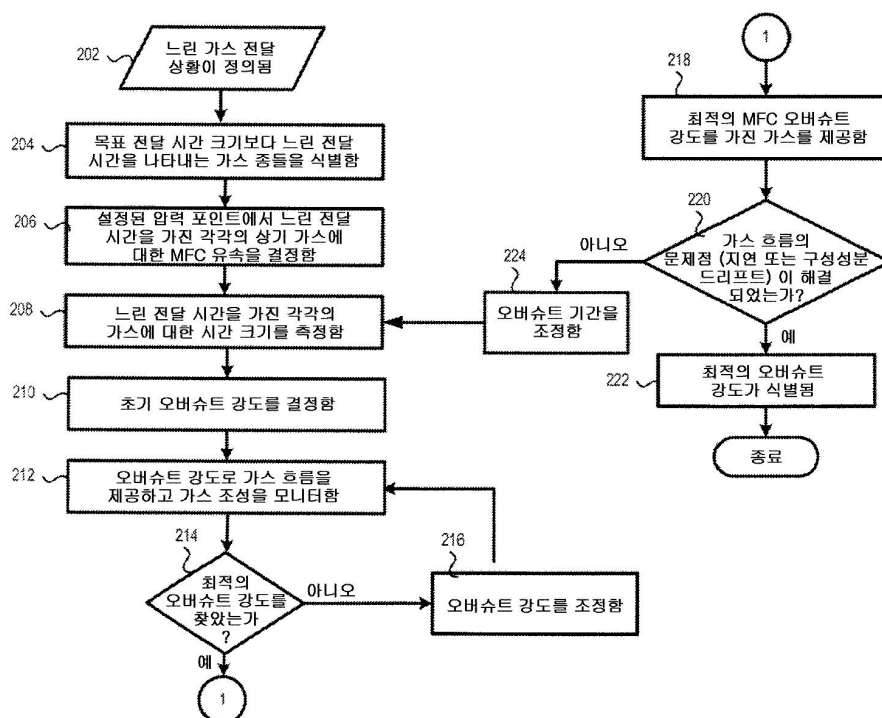 202
느린 가스 전달
상황이 정의됨
204
목표 전달 시간 크기보다 느린 전달
시간을 나타내는 가스 종들을 식별함
206
설정된 압력 포인트에서 느린 전달
시간을 가진 각각의 상기 가스에
대한 MFC 유속을 결정함
208
느린 전달 시간을 가진 각각의
가스에 대한 시간 크기를 측정함
210
초기 오버슈트 강도를 결정함
212
오버슈트 강도로 가스 흐름을
제공하고 가스 조성을 모니터함
214
최적의
오버슈트 강도를
찾았는가
?
아니오
216
오버슈트 강도를 조정함
예
1
1
218
최적의 MFC 오버슈트
강도를 가진 가스를 제공함
220
가스 흐름의
문제점 (지연 또는 구성성분
드리프트) 이 해결
되었는가?
아니오
224
오버슈트 기간을
조정함
예
222
최적의 오버슈트
강도가 식별됨
종료